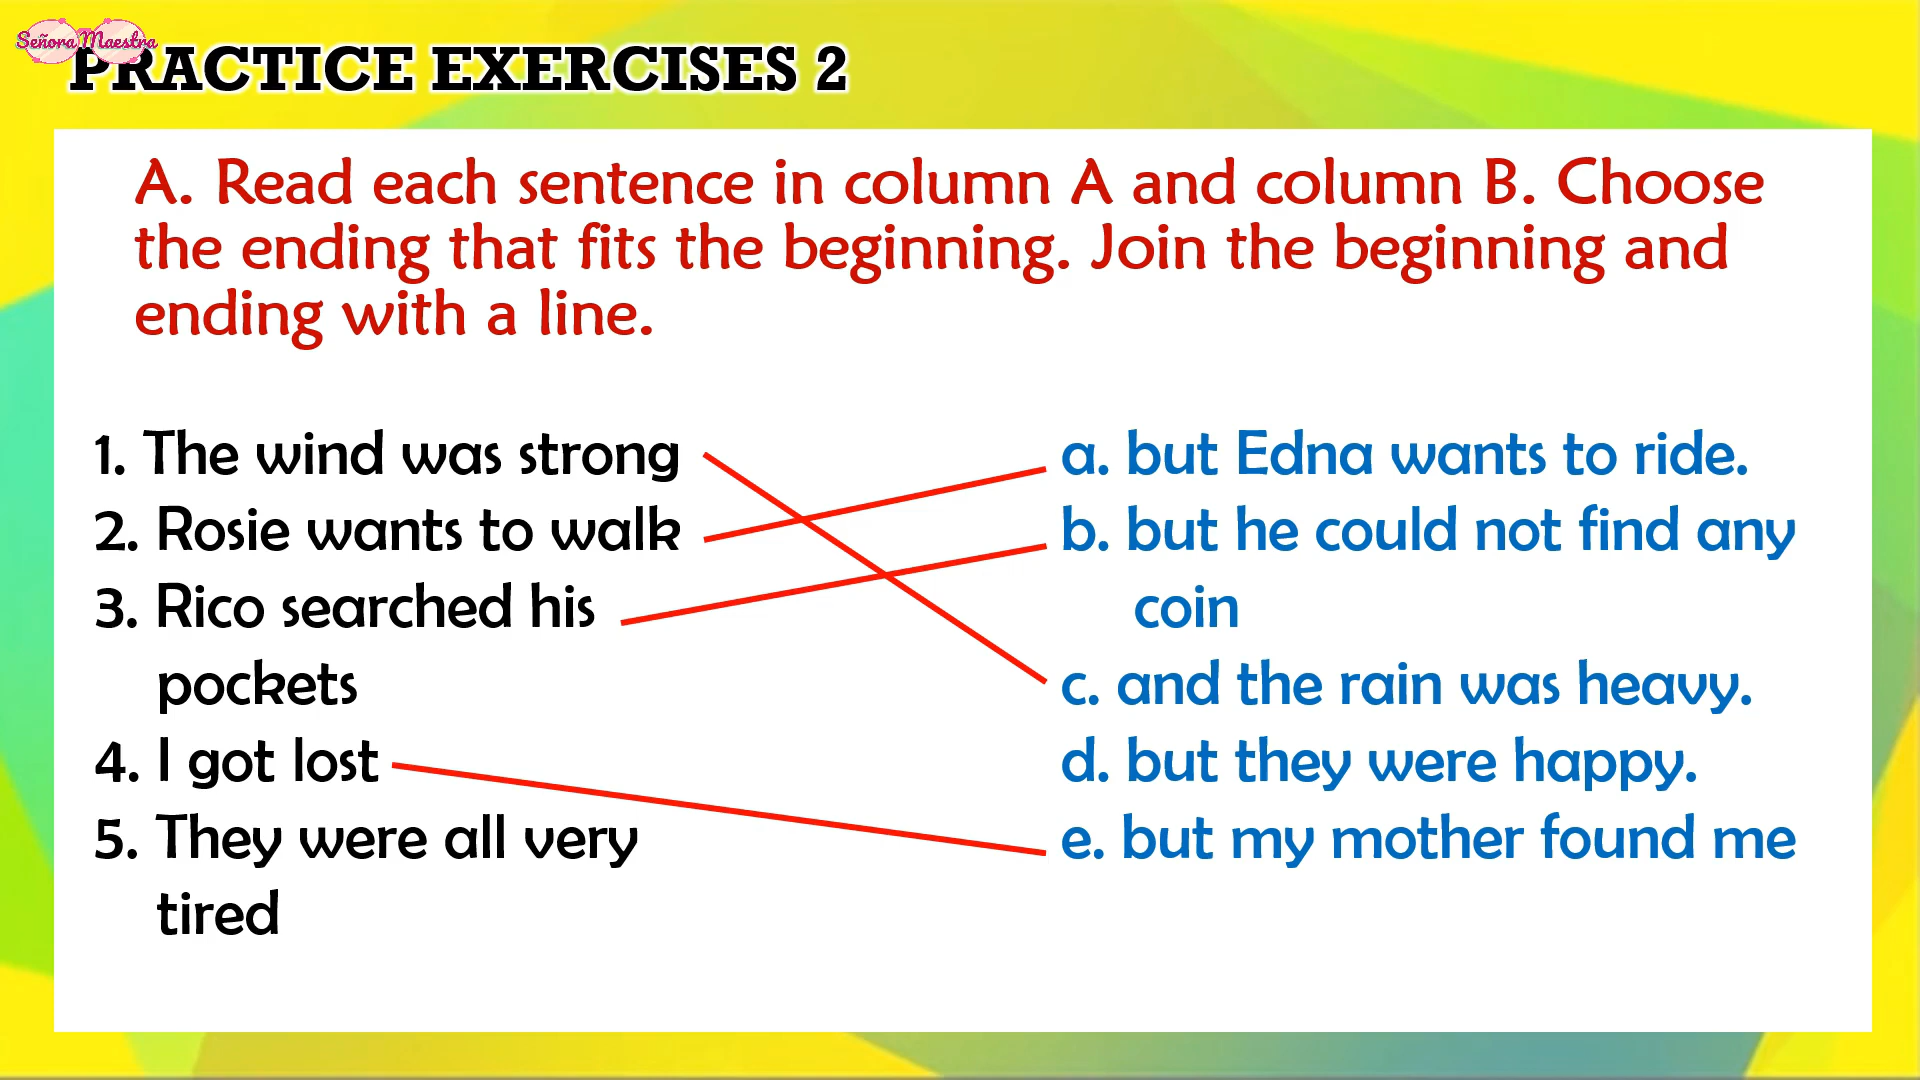 Señora Maestra
PRACTICE EXERCISES 2
A. Read each sentence in column A and column B. Choose
the ending that fits the beginning. Join the beginning and
ending with a line.
1. The wind was strong
2. Rosie wants to walk
3. Rico searched his
pockets
4. I got lost
5. They were all very
tired
a. but Edna wants to ride.
b. but he could not find any
coin
c. and the rain was heavy.
d. but they were happy.
e. but my mother found me